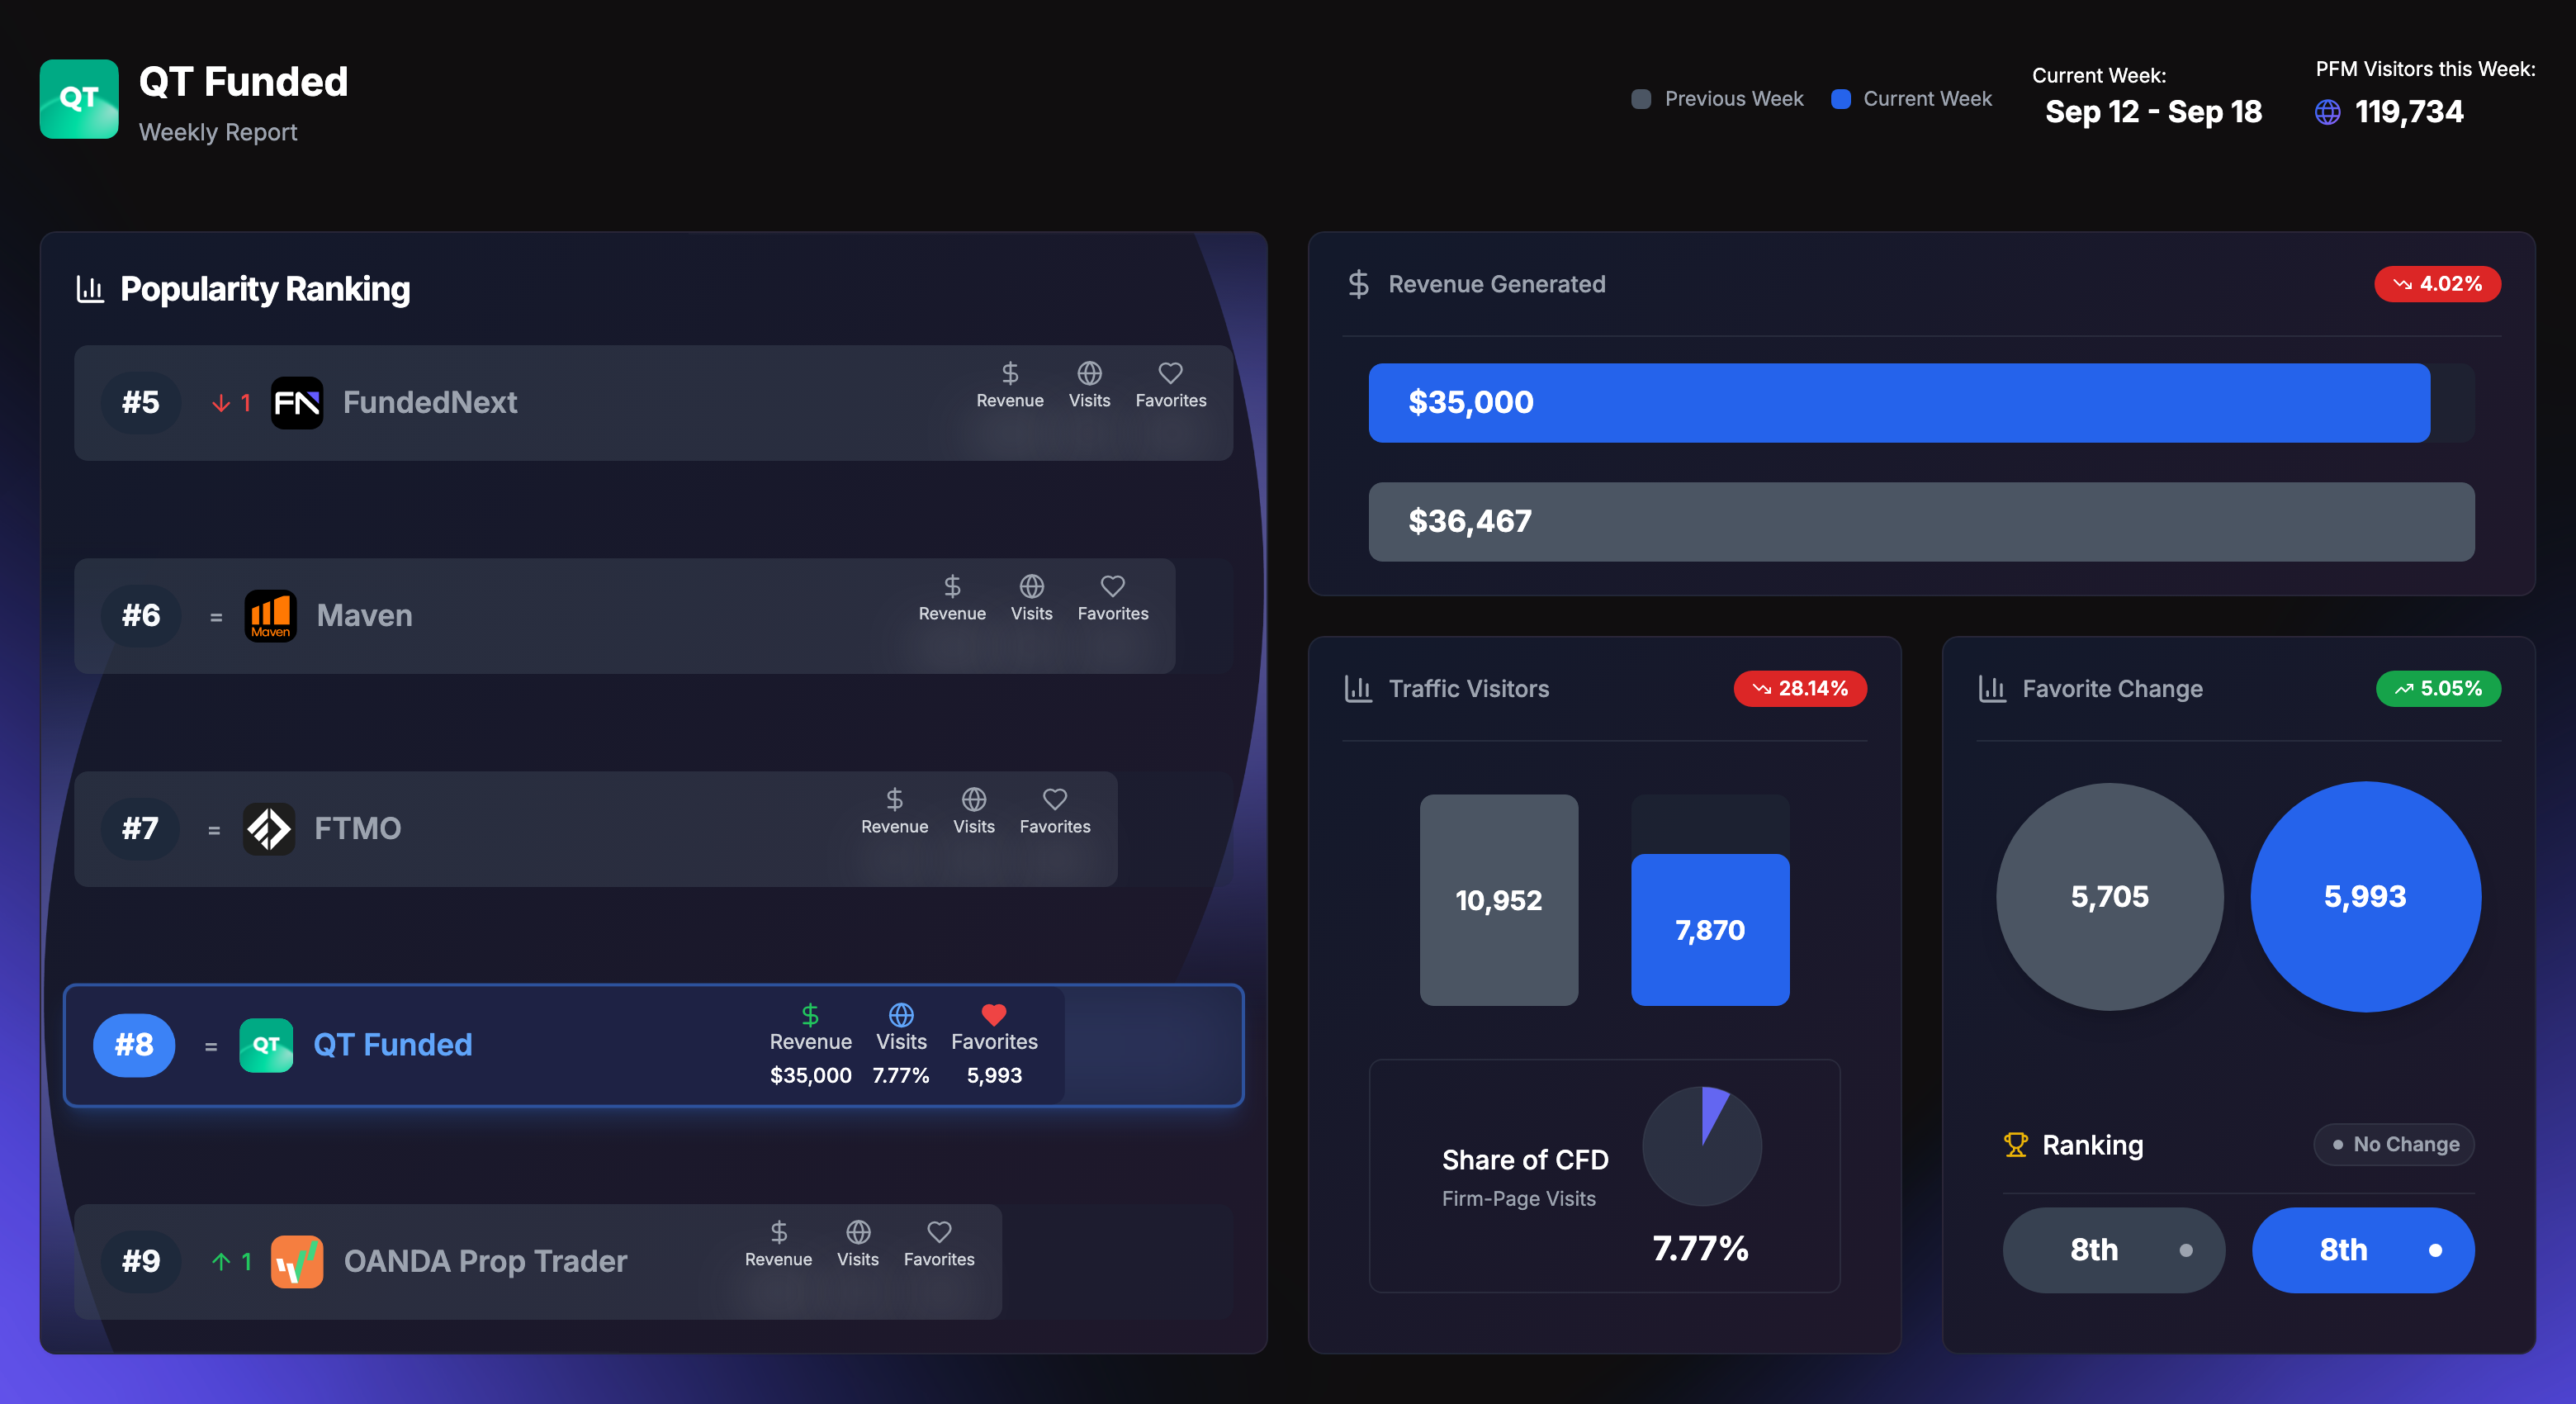 QT
QT Funded
Weekly Report
Previous Week
Current Week
Current Week:
Sep 12 - Sep 18
PFM Visitors this Week:
119,734
Popularity Ranking
#5
1
FN
FundedNext
Revenue
Visits
Favorites
#6
=
Maven
Maven
Revenue
Visits
Favorites
#7
=
FTMO
Revenue
Visits
Favorites
#8
=
QT
QT Funded
Revenue
Visits
Favorites
$35,000
7.77%
5,993
#9
1
OANDA Prop Trader
Revenue
Visits
Favorites
Revenue Generated
4.02%
$35,000
$36,467
Traffic Visitors
28.14%
10,952
7,870
Share of CFD
Firm-Page Visits
7.77%
Favorite Change
5.05%
5,705
5,993
Ranking
No Change
8th
8th